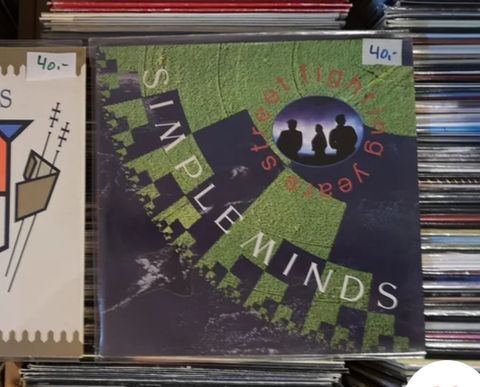 40.-
S
40.-
SIMPLE MINDS
street fighting years